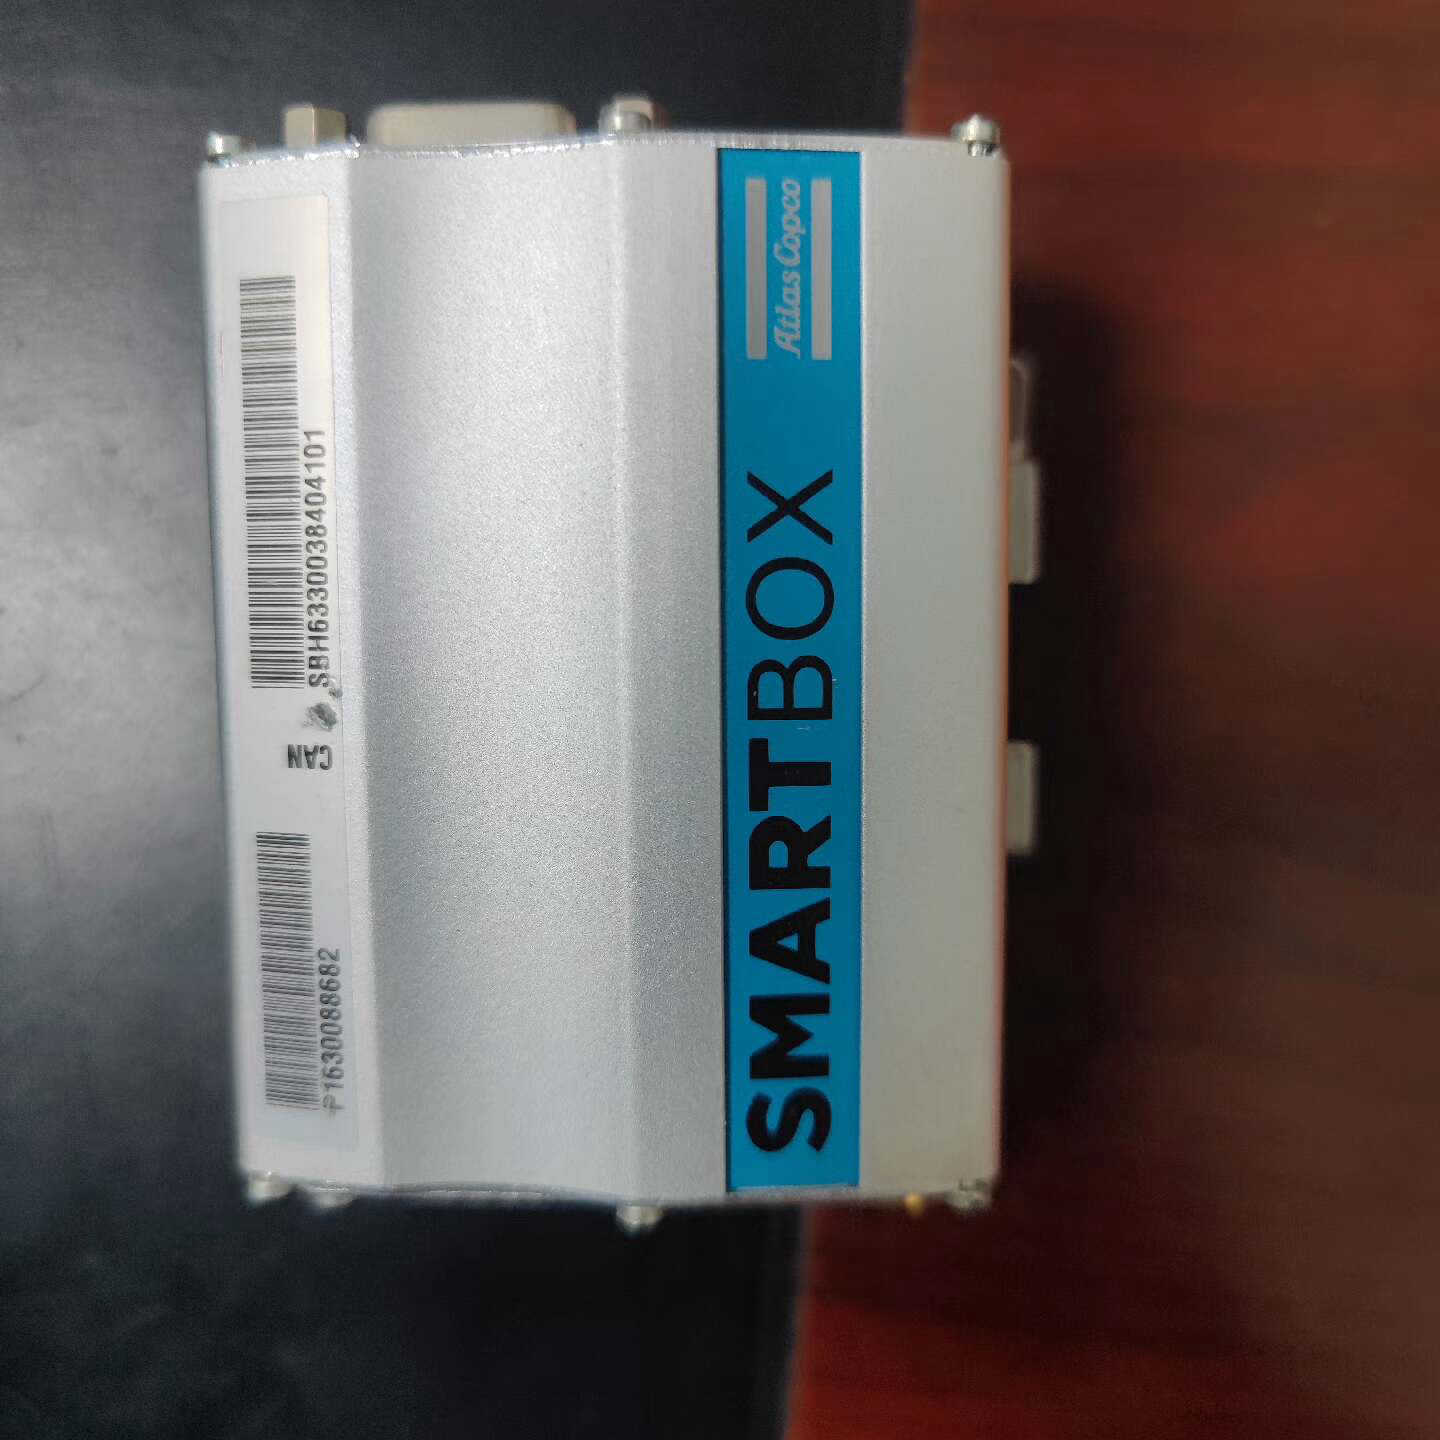 P1630088682
CAN
SBH6330038404101
SMARTBOX
Atlas Copco